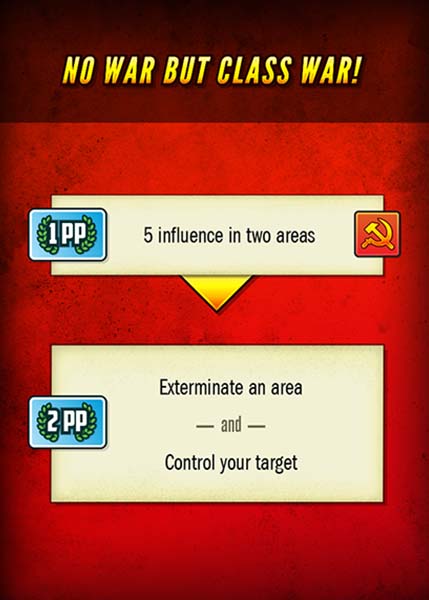 NO WAR BUT CLASS WAR!
1 PP
5 influence in two areas
2 PP
Exterminate an area
— and —
Control your target